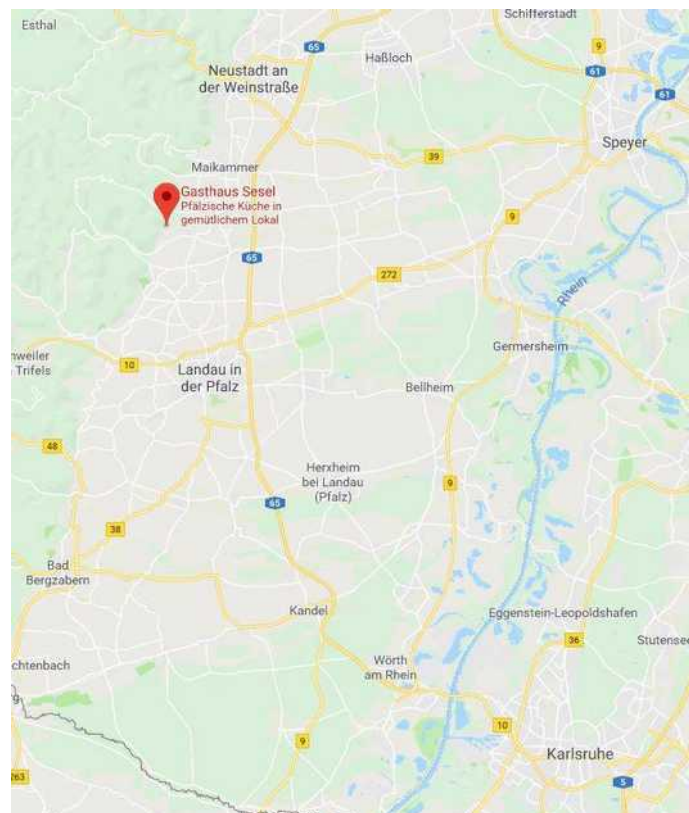 Schifferstadt
Esthal
9
65
Haßloch
Neustadt an
der Weinstraße
61
61
Speyer
39
Maikammer
Gasthaus Sesel
Pfälzische Küche in
gemütlichem Lokal
9
65
272
Rhein
nweiler
Trifels
10
Germersheim
Landau in
der Pfalz
Bellheim
48
Herxheim
bei Landau
(Pfalz)
9
65
38
Bad
Bergzabern
Kandel
Eggenstein-Leopoldshafen
36
Stutense
chtenbach
Wörth
am Rhein
10
9
Karlsruhe
263
5